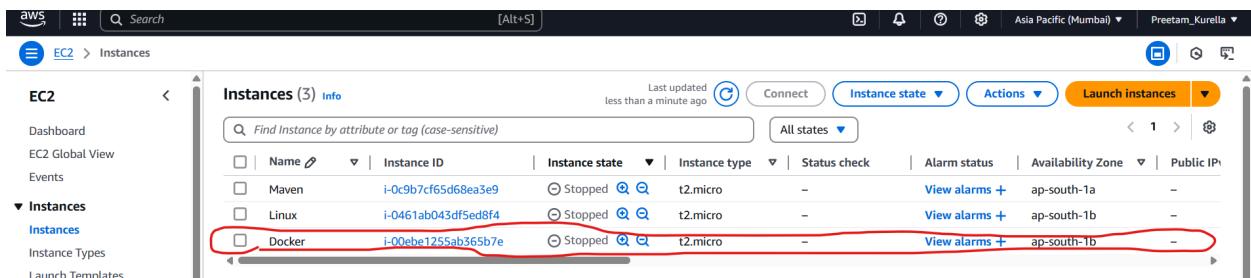 aws Search [Alt+S] Asia Pacific (Mumbai) ▼ Preetam_Kurella ▼
EC2 > Instances
EC2
Dashboard
EC2 Global View
Events
▼ Instances
Instances
Instance Types
Launch Templates
Instances (3) Info
Last updated
less than a minute ago
Connect Instance state ▼ Actions ▼ Launch instances ▼
Find Instance by attribute or tag (case-sensitive) All states ▼ < 1 >
Name Instance ID Instance state Instance type Status check Alarm status Availability Zone Public
Maven i-0c9b7cf65d68ea3e9 Stopped t2.micro – View alarms + ap-south-1a –
Linux i-0461ab043df5ed8f4 Stopped t2.micro – View alarms + ap-south-1b –
Docker i-00ebe1255ab365b7e Stopped t2.micro – View alarms + ap-south-1b –